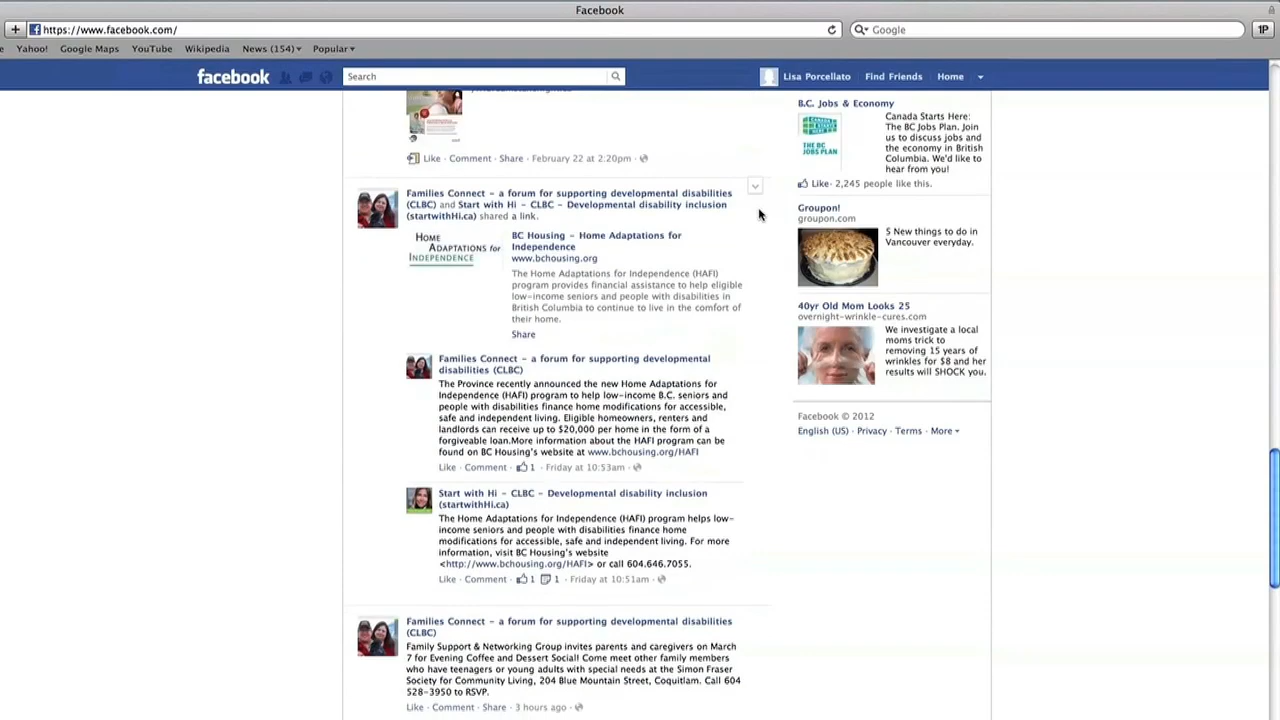 Facebook
https://www.facebook.com/
Google
1P
Yahoo! Google Maps YouTube Wikipedia News (154) Popular
facebook
Search
Lisa Porcellato Find Friends Home
Like · Comment · Share · February 22 at 2:20pm ·
Families Connect – a forum for supporting developmental disabilities
(CLBC) and Start with Hi – CLBC – Developmental disability inclusion
(startwithHi.ca) shared a link.
HOME
ADAPTATIONS for
INDEPENDENCE
BC Housing – Home Adaptations for
Independence
www.bchousing.org
The Home Adaptations for Independence (HAFI)
program provides financial assistance to help eligible
low-income seniors and people with disabilities in
British Columbia to continue to live in the comfort of
their home.
Share
Families Connect – a forum for supporting developmental
disabilities (CLBC)
The Province recently announced the new Home Adaptations for
Independence (HAFI) program to help low-income B.C. seniors and
people with disabilities finance home modifications for accessible,
safe and independent living. Eligible homeowners, renters and
landlords can receive up to $20,000 per home in the form of a
forgiveable loan.More information about the HAFI program can be
found on BC Housing's website at www.bchousing.org/HAFI
Like · Comment · 1 · Friday at 10:53am ·
Start with Hi – CLBC – Developmental disability inclusion
(startwithHi.ca)
The Home Adaptations for Independence (HAFI) program helps low-
income seniors and people with disabilities finance home
modifications for accessible, safe and independent living. For more
information, visit BC Housing's website
<http://www.bchousing.org/HAFI> or call 604.646.7055.
Like · Comment · 1 1 · Friday at 10:51am ·
Families Connect – a forum for supporting developmental disabilities
(CLBC)
Family Support & Networking Group invites parents and caregivers on March
7 for Evening Coffee and Dessert Social! Come meet other family members
who have teenagers or young adults with special needs at the Simon Fraser
Society for Community Living, 204 Blue Mountain Street, Coquitlam. Call 604
528-3950 to RSVP.
Like · Comment · Share · 3 hours ago ·
B.C. Jobs & Economy
THE BC
JOBS PLAN
Canada Starts Here:
The BC Jobs Plan. Join
us to discuss jobs and
the economy in British
Columbia. We'd like to
hear from you!
Like · 2,245 people like this.
Groupon!
groupon.com
5 New things to do in
Vancouver everyday.
40yr Old Mom Looks 25
overnight-wrinkle-cures.com
We investigate a local
moms trick to
removing 15 years of
wrinkles for $8 and her
results will SHOCK you.
Facebook © 2012
English (US) · Privacy · Terms · More